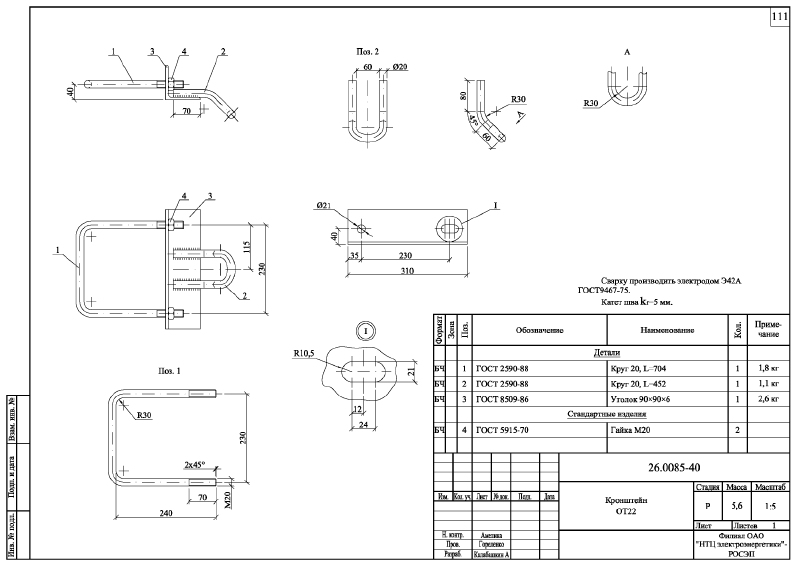 111
1
3
4
2
40
70
Поз. 2
60
Ø20
80
45°
60
R30
А
А
R30
4
3
1
115
230
2
Ø21
I
40
35
230
310
Сварку производить электродом Э42А
ГОСТ9467-75.
Катет шва kг=5 мм.
I
R10,5
21
12
24
Поз. 1
R30
230
2x45°
70
M20
240
Формат Зона Поз. Обозначение Наименование Кол. Приме-
чание
Детали
БЧ 1 ГОСТ 2590-88 Круг 20, L=704 1 1,8 кг
БЧ 2 ГОСТ 2590-88 Круг 20, L=452 1 1,1 кг
БЧ 3 ГОСТ 8509-86 Уголок 90×90×6 1 2,6 кг
Стандартные изделия
БЧ 4 ГОСТ 5915-70 Гайка М20 2
26.0085-40
Изм. Кол. уч Лист № док. Подп. Дата
Кронштейн
ОТ22
Стадия Масса Масштаб
Р 5,6 1:5
Лист Листов 1
Н. контр. Амелина
Пров. Гореленко
Разраб. Калабашкин А
Филиал ОАО
"НТЦ электроэнергетики"-
РОСЭП
Взам. инв. №
Подп. и дата
Инв. № подл.